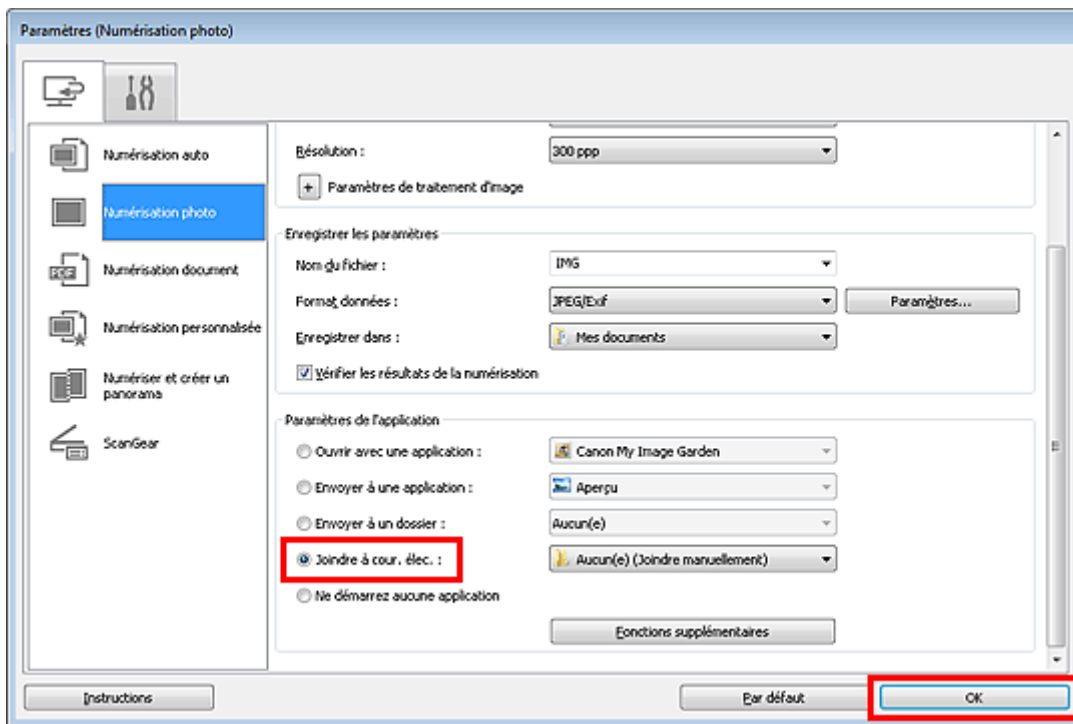 Paramètres (Numérisation photo)
Numérisation auto
Numérisation photo
PDF
Numérisation document
Numérisation personnalisée
Numériser et créer un
panorama
ScanGear
Résolution :
300 ppp
+
Paramètres de traitement d'image
Enregistrer les paramètres
Nom du fichier :
IMG
Format données :
JPEG/Exif
Paramètres...
Enregistrer dans :
Mes documents
Vérifier les résultats de la numérisation
Paramètres de l'application
Ouvrir avec une application :
Canon My Image Garden
Envoyer à une application :
Aperçu
Envoyer à un dossier :
Aucun(e)
Joindre à cour. élec. :
Aucun(e) (Joindre manuellement)
Ne démarrez aucune application
Fonctions supplémentaires
Instructions
Par défaut
OK